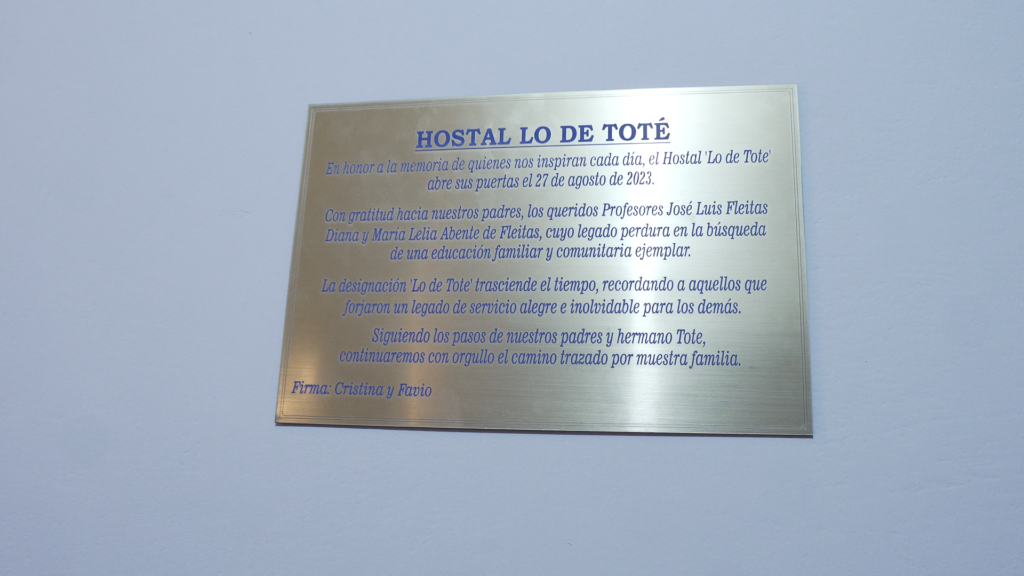 HOSTAL LO DE TOTÉ
En honor a la memoria de quienes nos inspiran cada día, el Hostal 'Lo de Tote'
abre sus puertas el 27 de agosto de 2023.
Con gratitud hacia nuestros padres, los queridos Profesores José Luis Fleitas
Diana y María Lelia Abente de Fleitas, cuyo legado perdura en la búsqueda
de una educación familiar y comunitaria ejemplar.
La designación 'Lo de Tote' trasciende el tiempo, recordando a aquellos que
forjaron un legado de servicio alegre e inolvidable para los demás.
Siguiendo los pasos de nuestros padres y hermano Tote,
continuaremos con orgullo el camino trazado por muestra familia.
Firma: Cristina y Favio